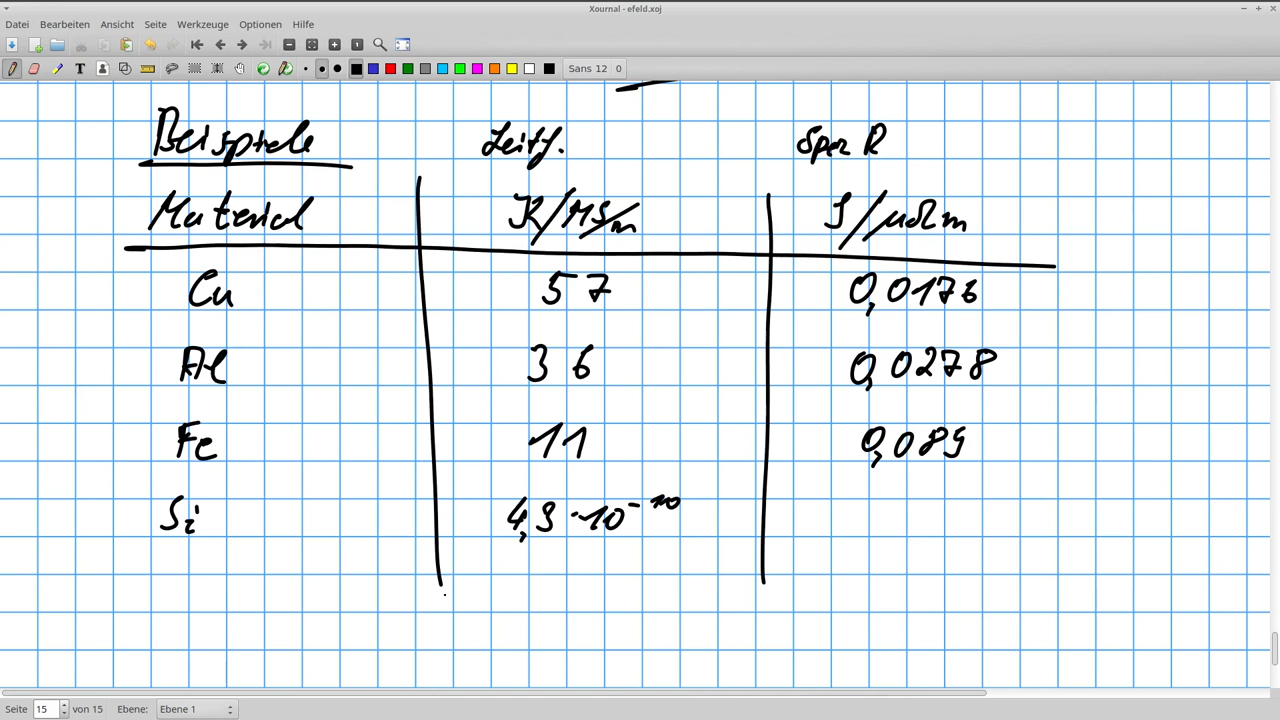 Xournal - efeld.xoj
Datei Bearbeiten Ansicht Seite Werkzeuge Optionen Hilfe
Sans 12 0
Beispiele Leitf. Spez R
Material ϰ/MS/m ρ/μΩm
Cu 57 0,0176
Al 36 0,0278
Fe 11 0,089
Si 4,3 · 10⁻¹⁰
Seite 15 von 15 Ebene: Ebene 1